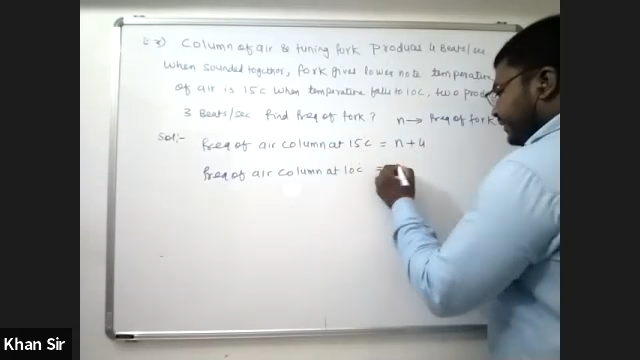 Ex) Column of air & tuning fork produces 4 Beats/sec
When sounded together, fork gives lower note temperature
of air is 15c When temperature falls to 10c, two
3 Beats/sec find freq of fork? n → freq of fork
Sol:-
freq of air column at 15c = n+4
freq of air column at 10c =
Khan Sir